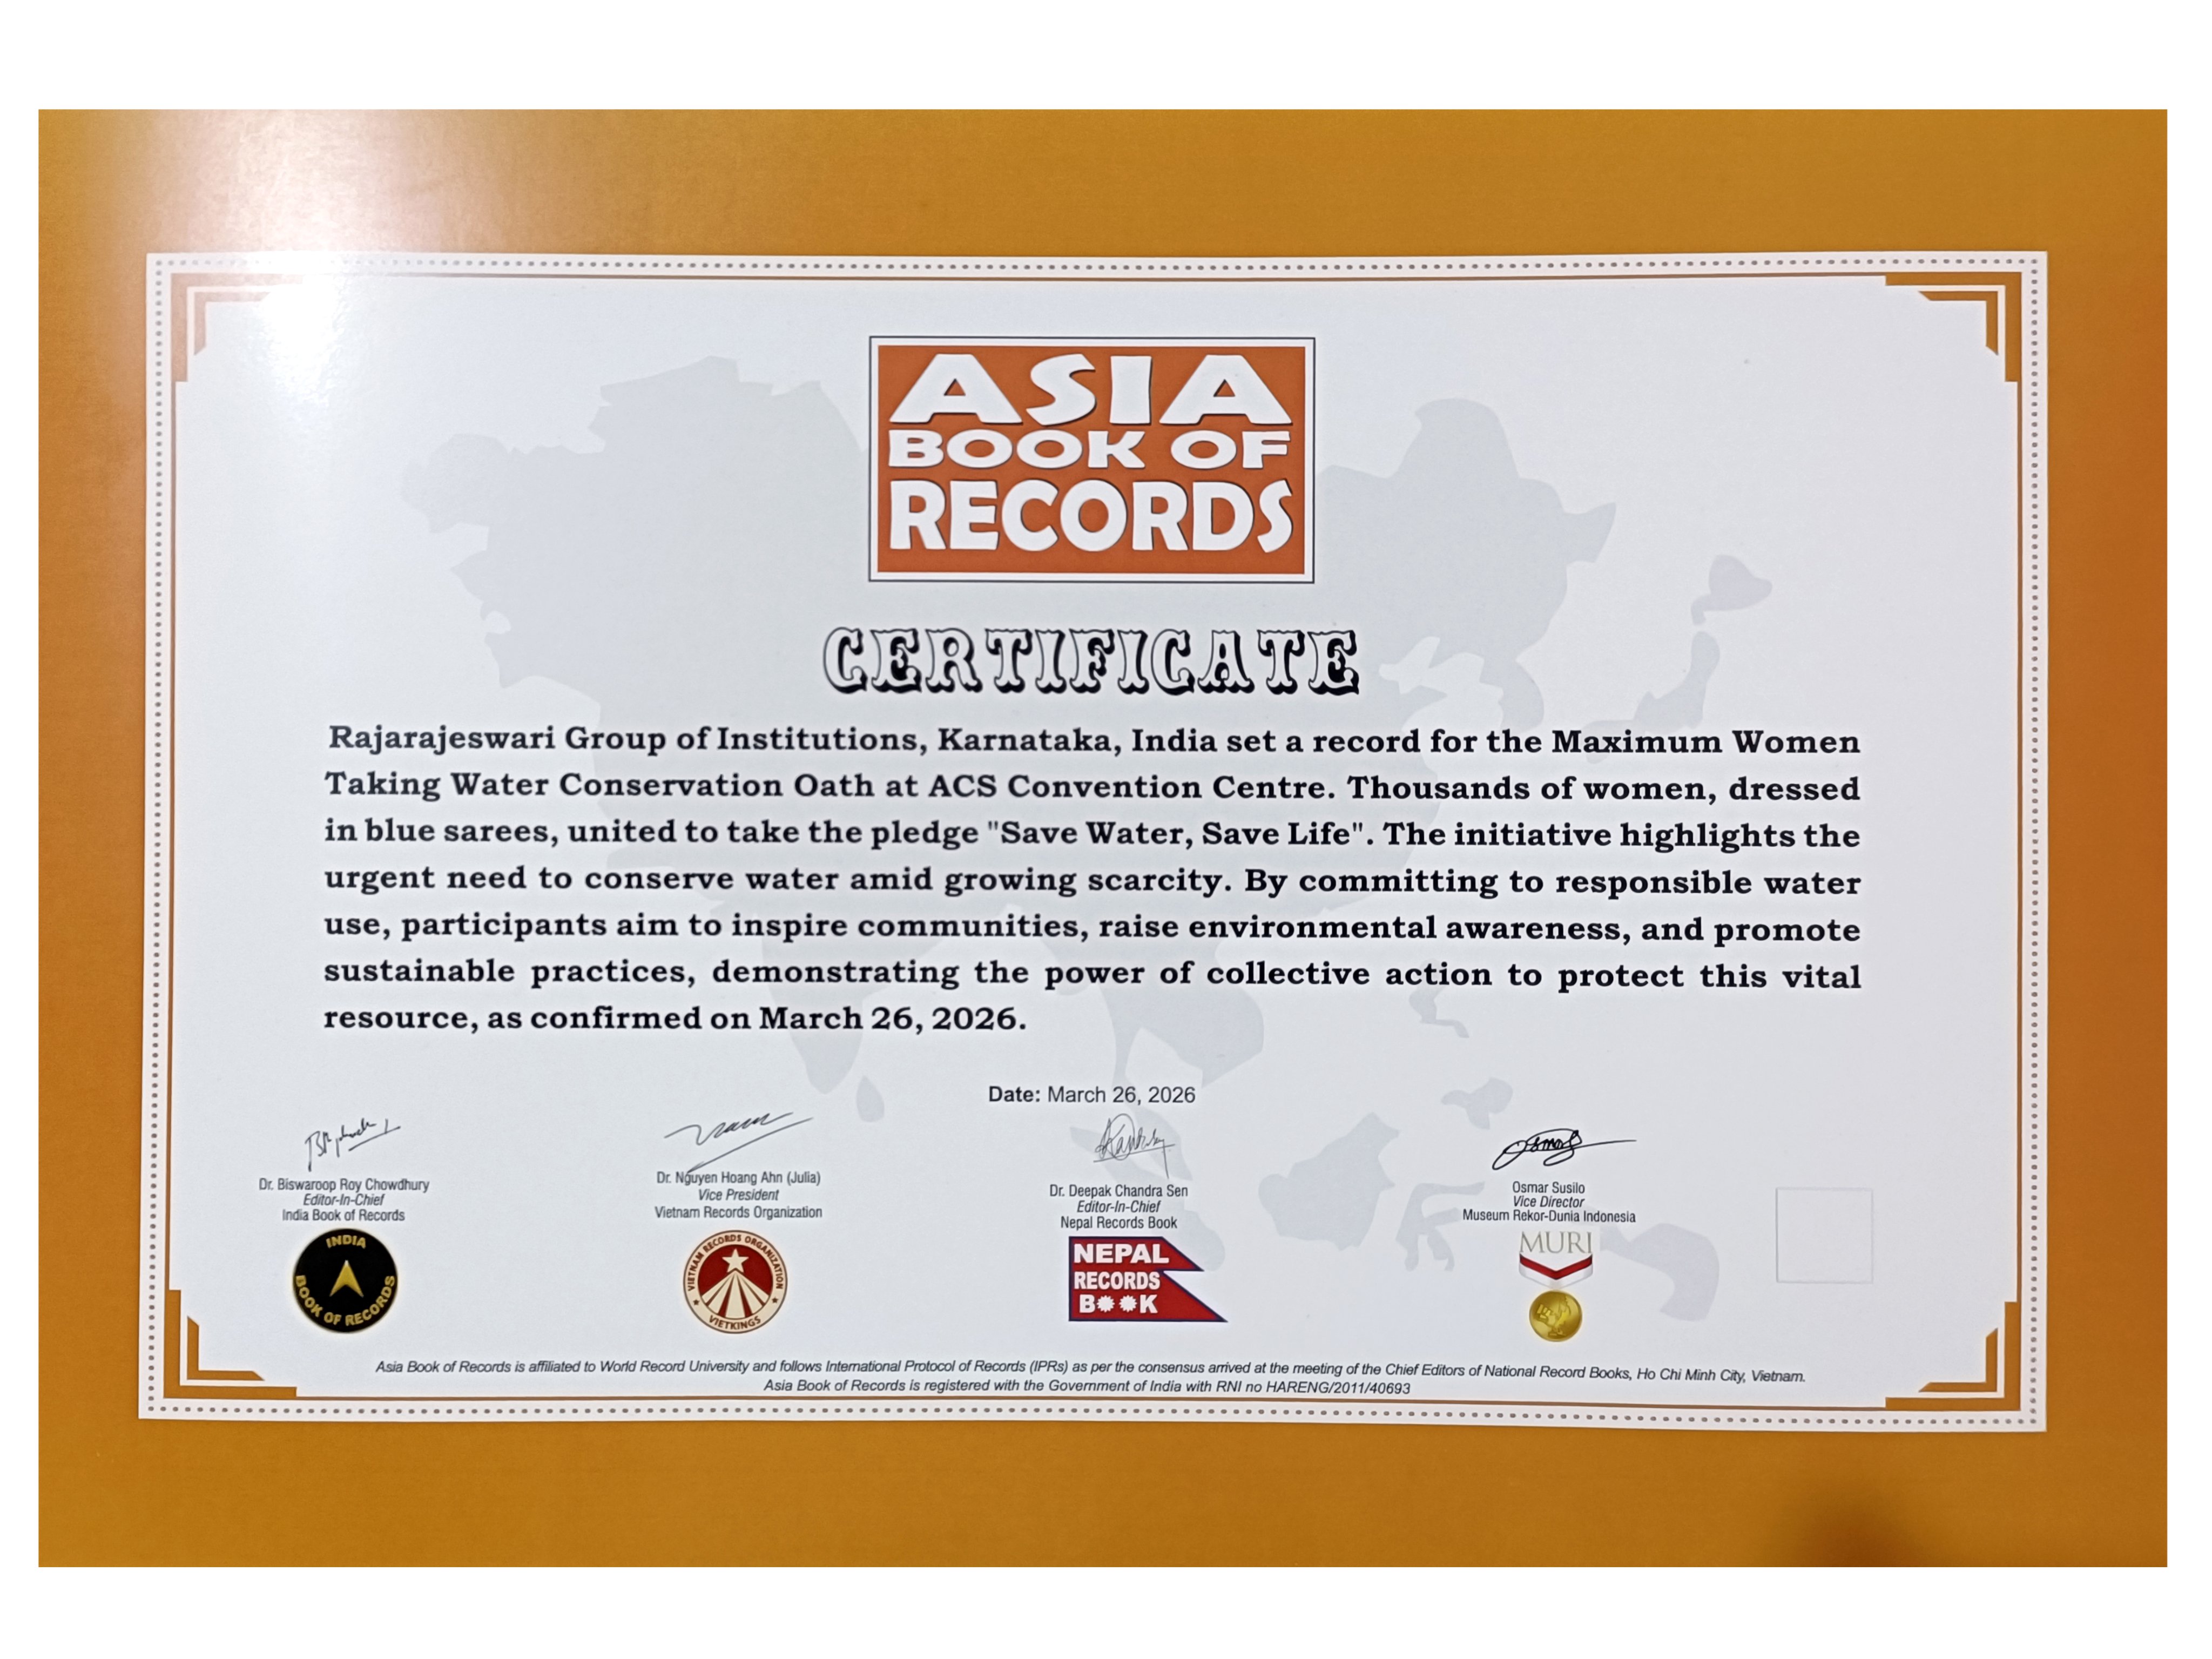 ASIA
BOOK OF
RECORDS
CERTIFICATE
Rajarajeswari Group of Institutions, Karnataka, India set a record for the Maximum Women
Taking Water Conservation Oath at ACS Convention Centre. Thousands of women, dressed
in blue sarees, united to take the pledge "Save Water, Save Life". The initiative highlights the
urgent need to conserve water amid growing scarcity. By committing to responsible water
use, participants aim to inspire communities, raise environmental awareness, and promote
sustainable practices, demonstrating the power of collective action to protect this vital
resource, as confirmed on March 26, 2026.
Date: March 26, 2026
Dr. Biswaroop Roy Chowdhury
Editor-In-Chief
India Book of Records
INDIA
BOOK OF RECORDS
Dr. Nguyen Hoang Ahn (Julia)
Vice President
Vietnam Records Organization
VIETNAM RECORDS ORGANIZATION
VIETKINGS
Dr. Deepak Chandra Sen
Editor-In-Chief
Nepal Records Book
NEPAL
RECORDS
BOOK
Osmar Susilo
Vice Director
Museum Rekor-Dunia Indonesia
MURI
Asia Book of Records is affiliated to World Record University and follows International Protocol of Records (IPRs) as per the consensus arrived at the meeting of the Chief Editors of National Record Books, Ho Chi Minh City, Vietnam.
Asia Book of Records is registered with the Government of India with RNI no HARENG/2011/40693